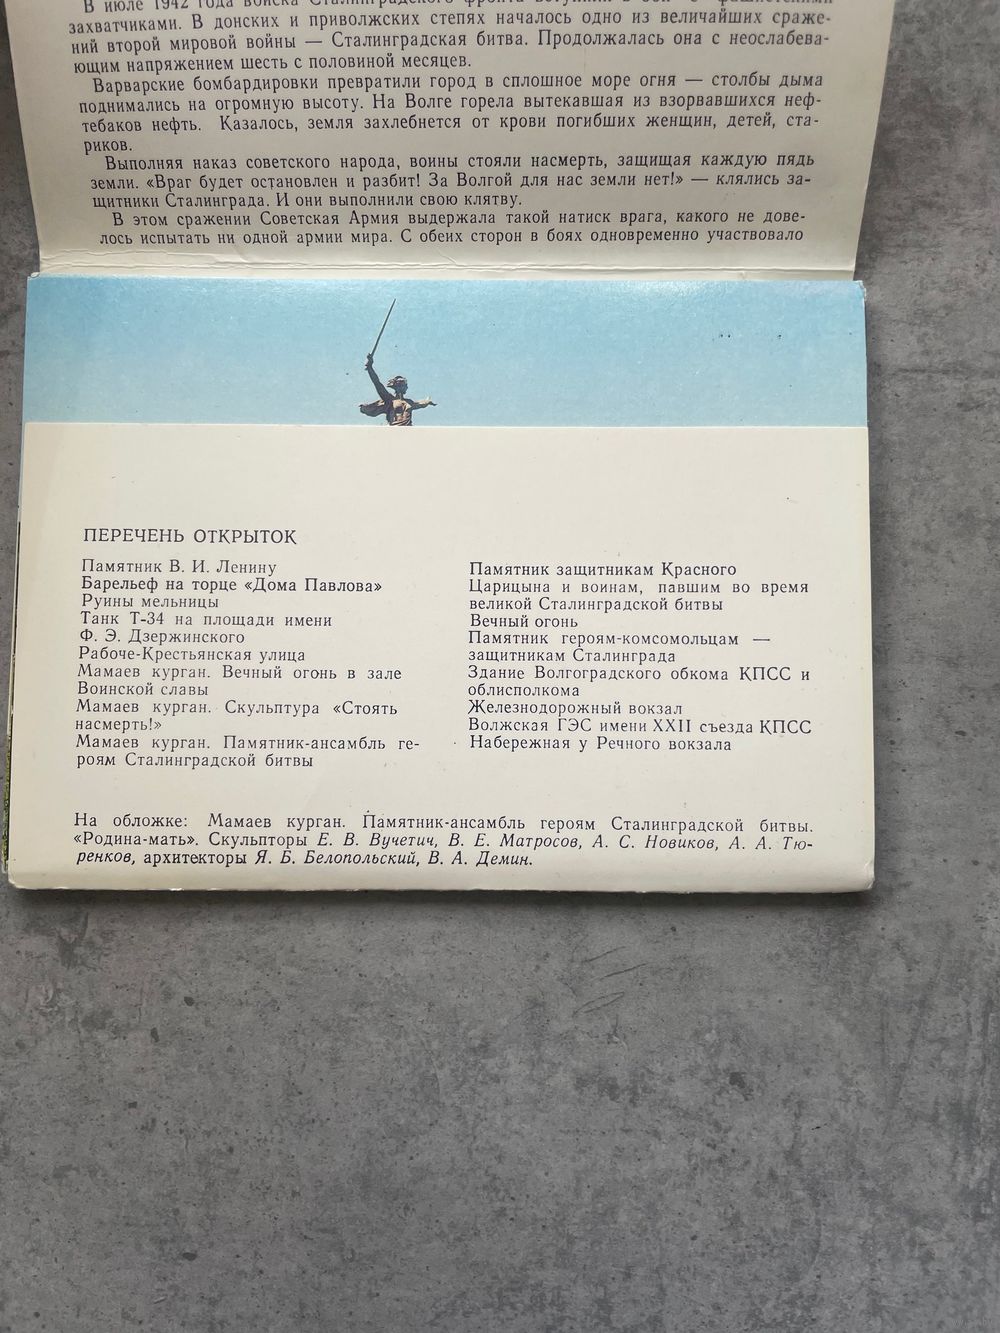 В июле 1942 года войска Сталинградского фронта вступили в бой с фашистскими
захватчиками. В донских и приволжских степях началось одно из величайших сраже-
ний второй мировой войны — Сталинградская битва. Продолжалась она с неослабева-
ющим напряжением шесть с половиной месяцев.
Варварские бомбардировки превратили город в сплошное море огня — столбы дыма
поднимались на огромную высоту. На Волге горела вытекавшая из взорвавшихся неф-
тебаков нефть. Казалось, земля захлебнется от крови погибших женщин, детей, ста-
риков.
Выполняя наказ советского народа, воины стояли насмерть, защищая каждую пядь
земли. «Враг будет остановлен и разбит! За Волгой для нас земли нет!» — клялись за-
щитники Сталинграда. И они выполнили свою клятву.
В этом сражении Советская Армия выдержала такой натиск врага, какого не дове-
лось испытать ни одной армии мира. С обеих сторон в боях одновременно участвовало
ПЕРЕЧЕНЬ ОТКРЫТОК
Памятник В. И. Ленину
Барельеф на торце «Дома Павлова»
Руины мельницы
Танк Т-34 на площади имени
Ф. Э. Дзержинского
Рабоче-Крестьянская улица
Мамаев курган. Вечный огонь в зале
Воинской славы
Мамаев курган. Скульптура «Стоять
насмерть!»
Мамаев курган. Памятник-ансамбль ге-
роям Сталинградской битвы
Памятник защитникам Красного
Царицына и воинам, павшим во время
великой Сталинградской битвы
Вечный огонь
Памятник героям-комсомольцам —
защитникам Сталинграда
Здание Волгоградского обкома КПСС и
облисполкома
Железнодорожный вокзал
Волжская ГЭС имени XXII съезда КПСС
Набережная у Речного вокзала
На обложке: Мамаев курган. Памятник-ансамбль героям Сталинградской битвы.
«Родина-мать». Скульпторы Е. В. Вучетич, В. Е. Матросов, А. С. Новиков, А. А. Тю-
ренков, архитекторы Я. Б. Белопольский, В. А. Демин.